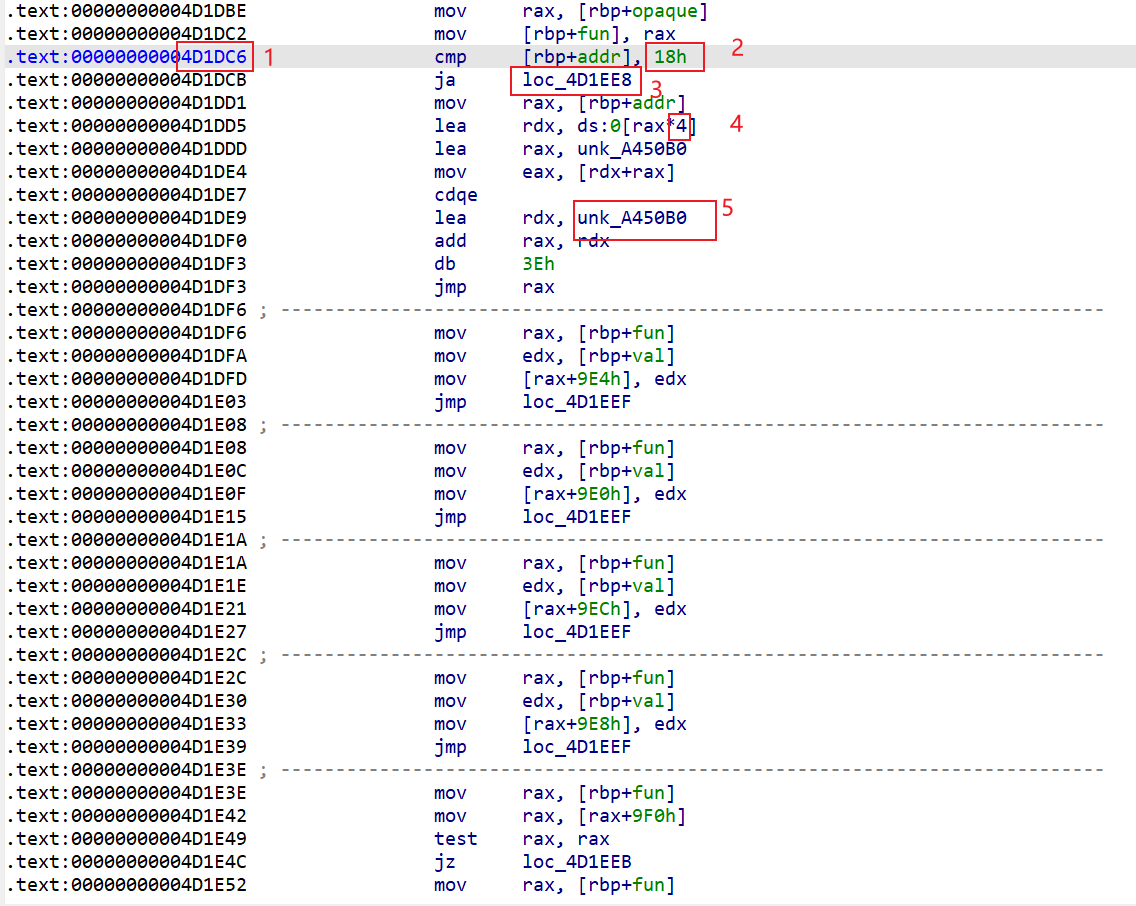 .text:00000000004D1DBE mov rax, [rbp+opaque]
.text:00000000004D1DC2 mov [rbp+fun], rax
.text:00000000004D1DC6 1 cmp [rbp+addr], 18h 2
.text:00000000004D1DCB ja loc_4D1EE8 3
.text:00000000004D1DD1 mov rax, [rbp+addr]
.text:00000000004D1DD5 lea rdx, ds:0[rax*4] 4
.text:00000000004D1DDD lea rax, unk_A450B0
.text:00000000004D1DE4 mov eax, [rdx+rax]
.text:00000000004D1DE7 cdqe
.text:00000000004D1DE9 lea rdx, unk_A450B0 5
.text:00000000004D1DF0 add rax, rdx
.text:00000000004D1DF3 db 3Eh
.text:00000000004D1DF3 jmp rax
.text:00000000004D1DF6 ; ---------------------------------------------------------------------------
.text:00000000004D1DF6 mov rax, [rbp+fun]
.text:00000000004D1DFA mov edx, [rbp+val]
.text:00000000004D1DFD mov [rax+9E4h], edx
.text:00000000004D1E03 jmp loc_4D1EEF
.text:00000000004D1E08 ; ---------------------------------------------------------------------------
.text:00000000004D1E08 mov rax, [rbp+fun]
.text:00000000004D1E0C mov edx, [rbp+val]
.text:00000000004D1E0F mov [rax+9E0h], edx
.text:00000000004D1E15 jmp loc_4D1EEF
.text:00000000004D1E1A ; ---------------------------------------------------------------------------
.text:00000000004D1E1A mov rax, [rbp+fun]
.text:00000000004D1E1E mov edx, [rbp+val]
.text:00000000004D1E21 mov [rax+9ECh], edx
.text:00000000004D1E27 jmp loc_4D1EEF
.text:00000000004D1E2C ; ---------------------------------------------------------------------------
.text:00000000004D1E2C mov rax, [rbp+fun]
.text:00000000004D1E30 mov edx, [rbp+val]
.text:00000000004D1E33 mov [rax+9E8h], edx
.text:00000000004D1E39 jmp loc_4D1EEF
.text:00000000004D1E3E ; ---------------------------------------------------------------------------
.text:00000000004D1E3E mov rax, [rbp+fun]
.text:00000000004D1E42 mov rax, [rax+9F0h]
.text:00000000004D1E49 test rax, rax
.text:00000000004D1E4C jz loc_4D1EEB
.text:00000000004D1E52 mov rax, [rbp+fun]